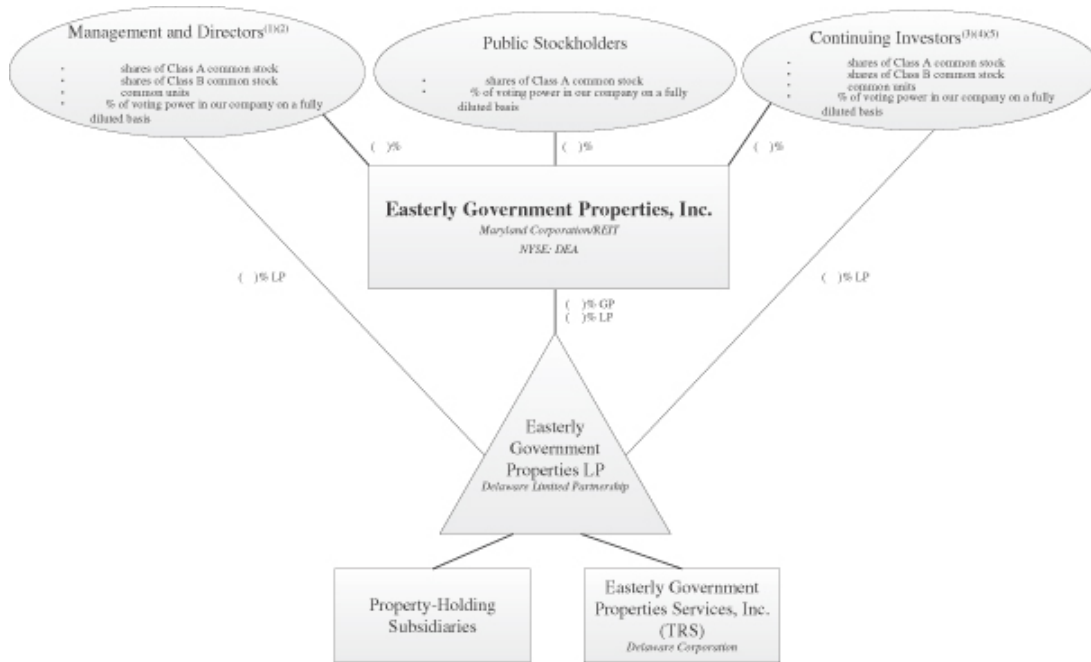 Management and Directors(1)(2)
• shares of Class A common stock
• shares of Class B common stock
• common units
• % of voting power in our company on a fully
diluted basis
Public Stockholders
• shares of Class A common stock
• % of voting power in our company on a fully
diluted basis
Continuing Investors(3)(4)(5)
• shares of Class A common stock
• shares of Class B common stock
• common units
• % of voting power in our company on a fully
diluted basis
( )%
( )%
( )%
Easterly Government Properties, Inc.
Maryland Corporation/REIT
NYSE: DEA
( )% LP
( )% LP
( )% GP
( )% LP
Easterly
Government
Properties LP
Delaware Limited Partnership
Property-Holding
Subsidiaries
Easterly Government
Properties Services, Inc.
(TRS)
Delaware Corporation